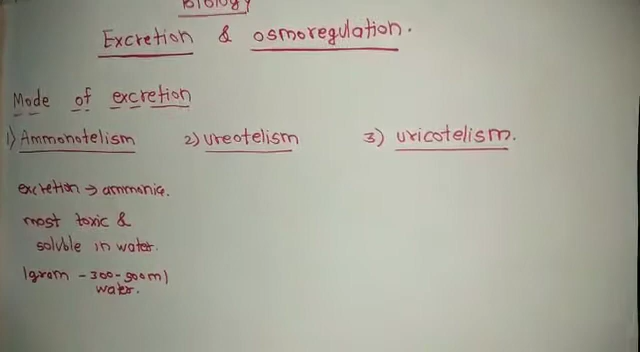 Biology
Excretion & osmoregulation.
Mode of excretion
1) Ammonotelism 2) ureotelism 3) uricotelism.
excretion → ammonia.
most toxic &
soluble in water.
1gram - 300-500ml
water.